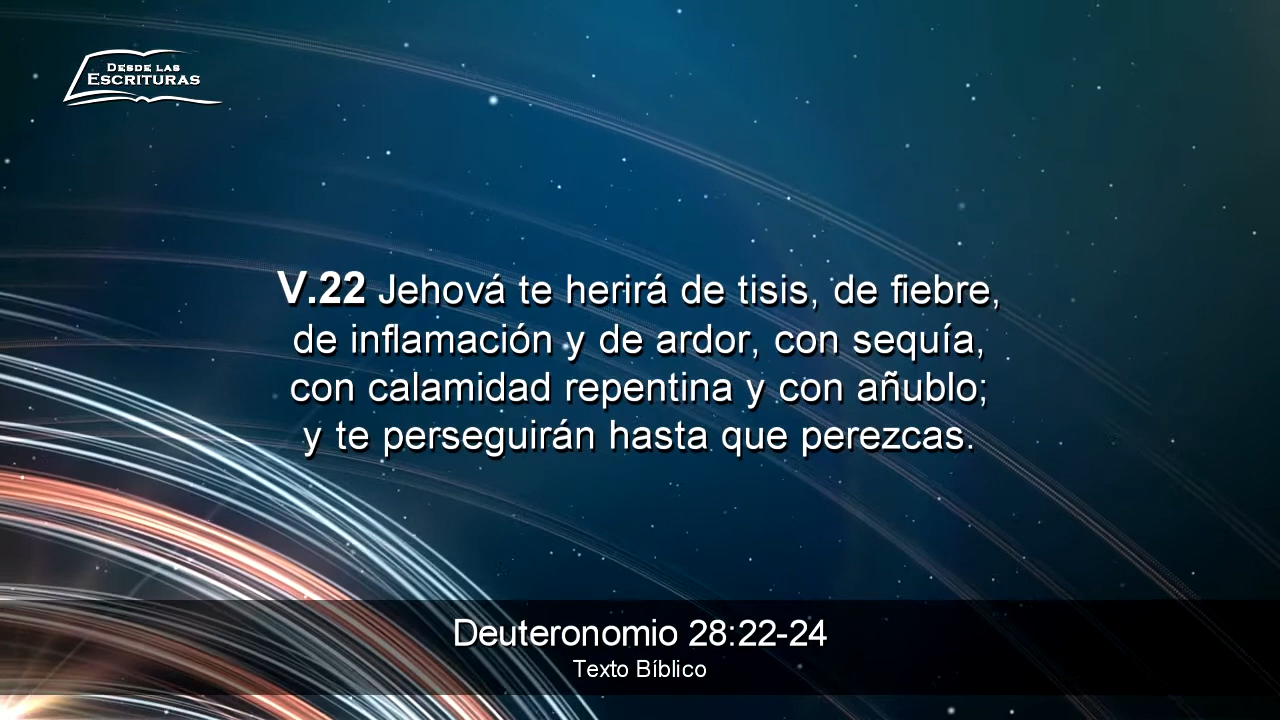 DESDE LAS
ESCRITURAS
V.22 Jehová te herirá de tisis, de fiebre,
de inflamación y de ardor, con sequía,
con calamidad repentina y con añublo;
y te perseguirán hasta que perezcas.
Deuteronomio 28:22-24
Texto Bíblico